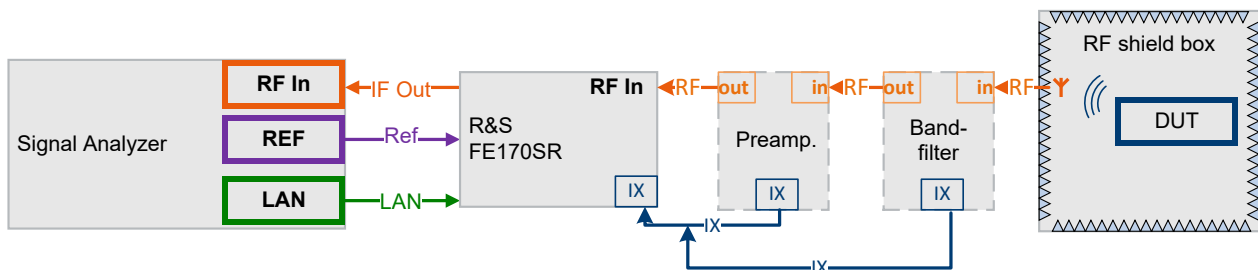 Signal Analyzer
RF In
REF
LAN
IF Out
Ref
LAN
RF In
R&S
FE170SR
IX
RF
out
in
Preamp.
IX
RF
out
in
Band-
filter
IX
RF
IX
IX
RF shield box
DUT